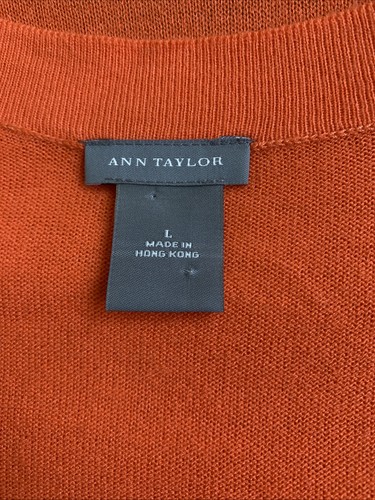 ANN TAYLOR
L
MADE IN
HONG KONG